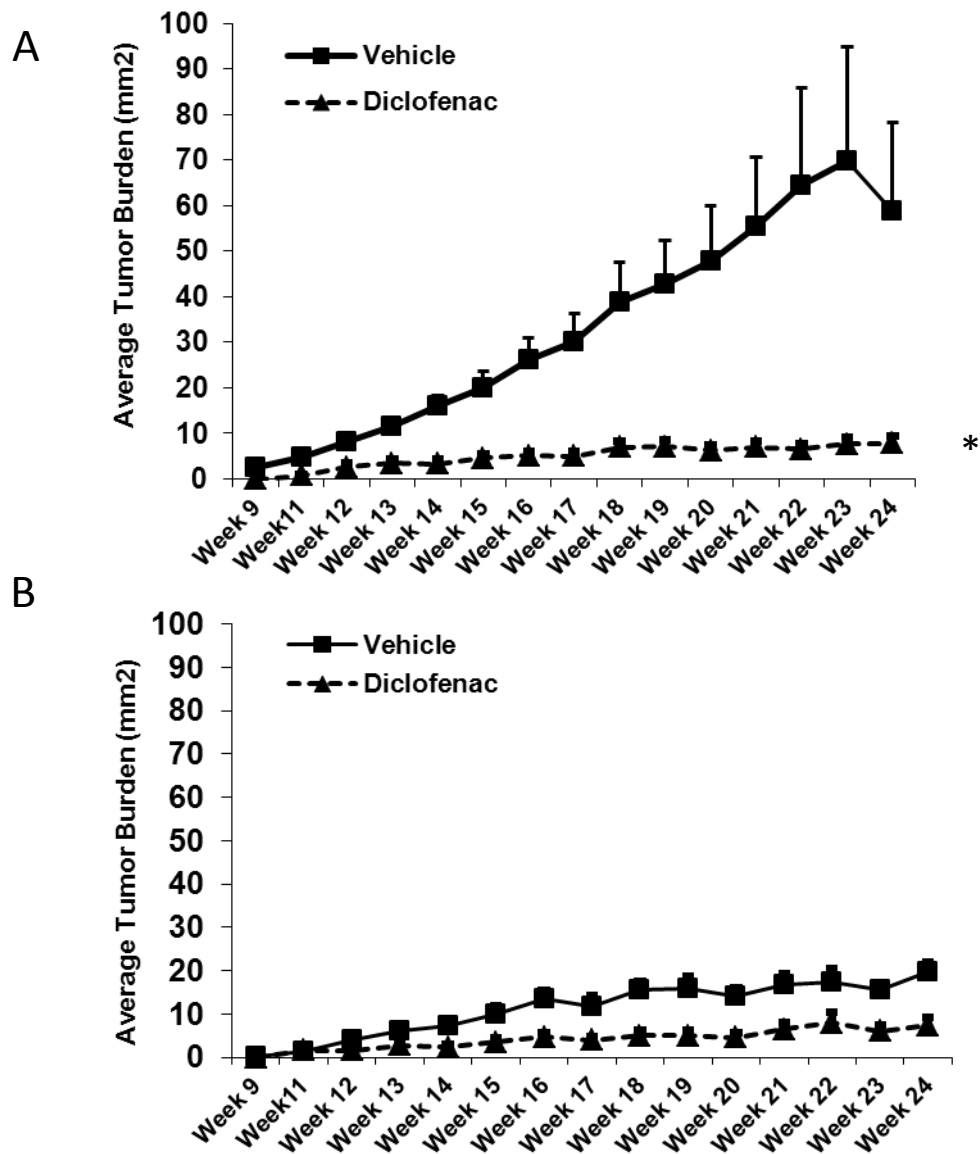 A
Average Tumor Burden (mm2)
100
90
80
70
60
50
40
30
20
10
0
Vehicle
Diclofenac
*
Week 9
Week11
Week 12
Week 13
Week 14
Week 15
Week 16
Week 17
Week 18
Week 19
Week 20
Week 21
Week 22
Week 23
Week 24
B
Average Tumor Burden (mm2)
100
90
80
70
60
50
40
30
20
10
0
Vehicle
Diclofenac
Week 9
Week11
Week 12
Week 13
Week 14
Week 15
Week 16
Week 17
Week 18
Week 19
Week 20
Week 21
Week 22
Week 23
Week 24